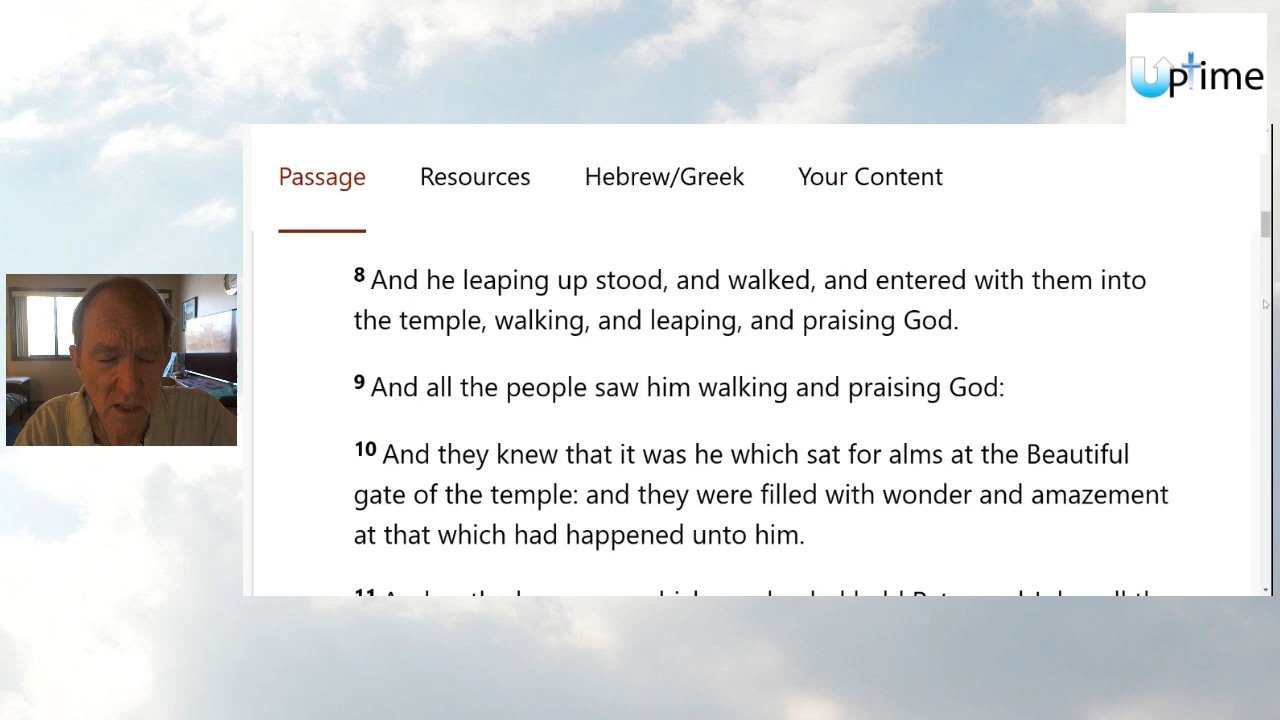 Uptime
Passage Resources Hebrew/Greek Your Content
8 And he leaping up stood, and walked, and entered with them into
the temple, walking, and leaping, and praising God.
9 And all the people saw him walking and praising God:
10 And they knew that it was he which sat for alms at the Beautiful
gate of the temple: and they were filled with wonder and amazement
at that which had happened unto him.
11